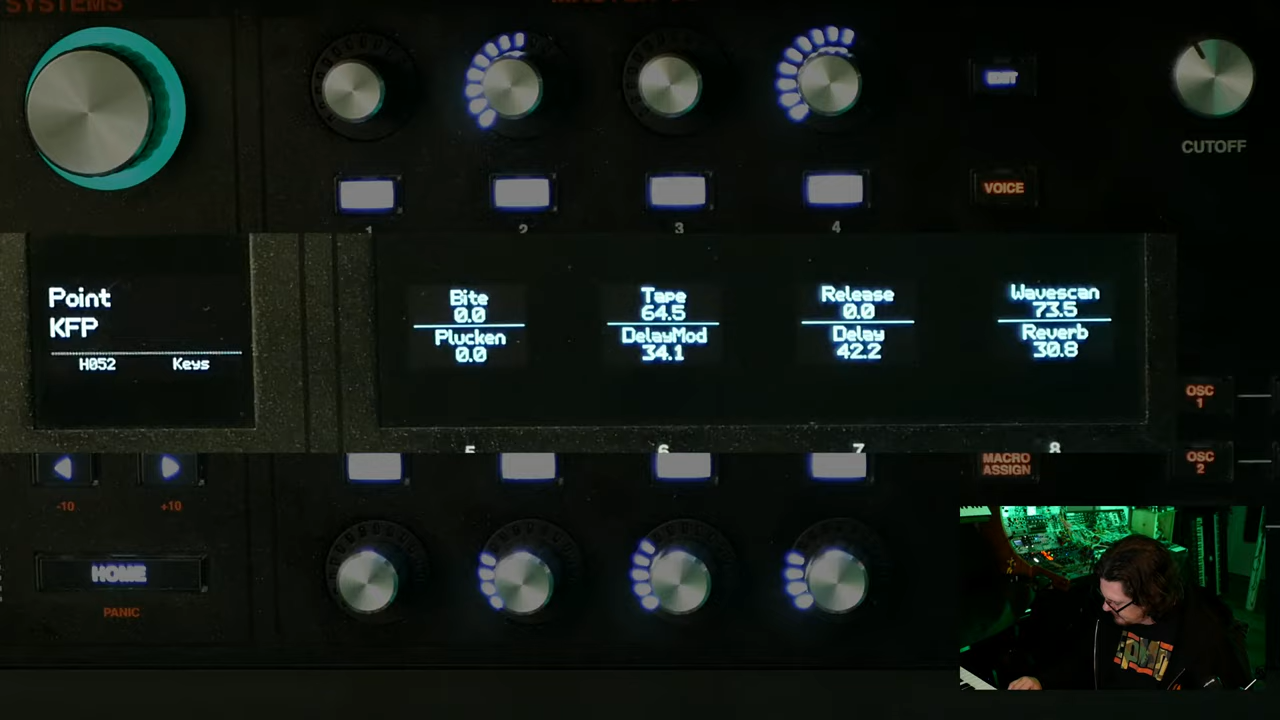 SYSTEMS
EXIT
CUTOFF
VOICE
1
2
3
4
Point
KFP
H052 Keys
Bite
0.0
Plucken
0.0
Tape
64.5
DelayMod
34.1
Release
0.0
Delay
42.2
Wavescan
73.5
Reverb
30.8
OSC
1
5
6
7
8
MACRO
ASSIGN
OSC
2
-10
+10
HOME
PANIC